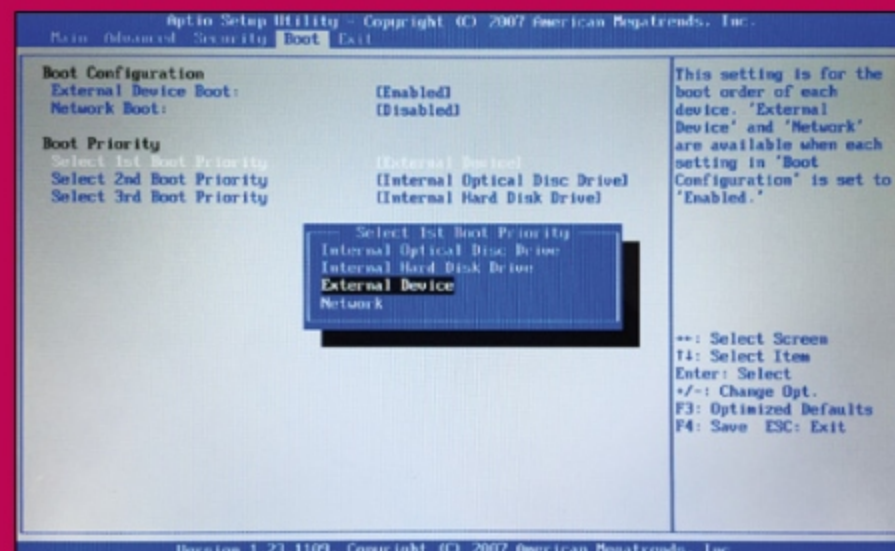 Aptio Setup Utility - Copyright (C) 2007 American Megatrends, Inc.
Main Advanced Security Boot Exit
Boot Configuration
External Device Boot: [Enabled]
Network Boot: [Disabled]
Boot Priority
Select 1st Boot Priority [External Device]
Select 2nd Boot Priority [Internal Optical Disc Drive]
Select 3rd Boot Priority [Internal Hard Disk Drive]
Select 1st Boot Priority
Internal Optical Disc Drive
Internal Hard Disk Drive
External Device
Network
This setting is for the
boot order of each
device. 'External
Device' and 'Network'
are available when each
setting in 'Boot
Configuration' is set to
'Enabled.'
↔: Select Screen
↑↓: Select Item
Enter: Select
+/-: Change Opt.
F3: Optimized Defaults
F4: Save ESC: Exit
Version 1.23.1109. Copyright (C) 2007 American Megatrends, Inc.